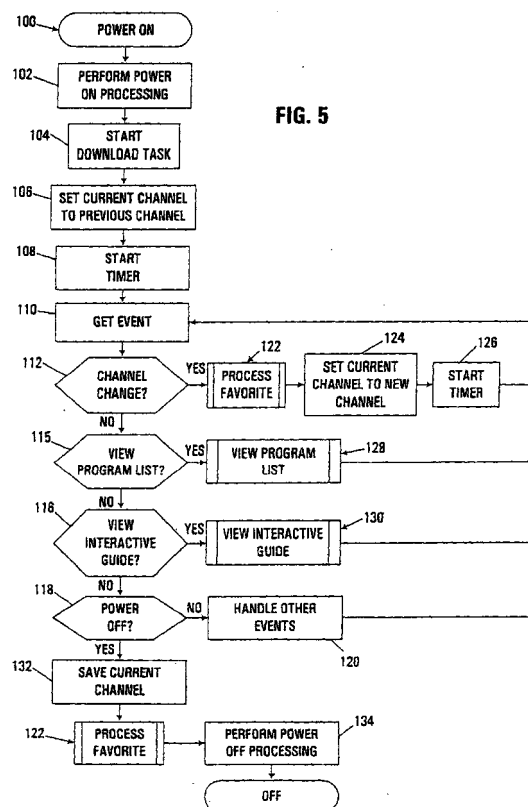 100
POWER ON
102
PERFORM POWER
ON PROCESSING
FIG. 5
104
START
DOWNLOAD TASK
106
SET CURRENT CHANNEL
TO PREVIOUS CHANNEL
108
START
TIMER
110
GET EVENT
112
CHANNEL
CHANGE?
YES
122
PROCESS
FAVORITE
124
SET CURRENT
CHANNEL TO NEW
CHANNEL
126
START
TIMER
NO
115
VIEW
PROGRAM LIST?
YES
VIEW PROGRAM
LIST
128
NO
116
VIEW
INTERACTIVE
GUIDE?
YES
VIEW INTERACTIVE
GUIDE
130
NO
118
POWER
OFF?
NO
HANDLE OTHER
EVENTS
120
YES
132
SAVE CURRENT
CHANNEL
122
PROCESS
FAVORITE
PERFORM POWER
OFF PROCESSING
134
OFF